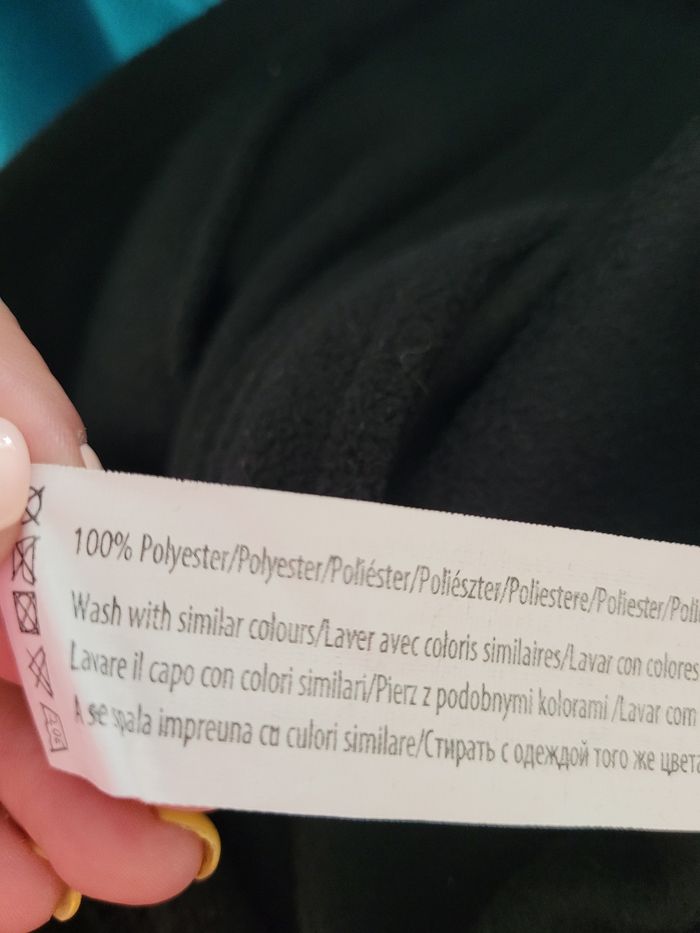 100% Polyester/Polyester/Poliéster/Poliészter/Poliestere/Poliester/Poli
Wash with similar colours/Laver avec coloris similaires/Lavar con colores
Lavare il capo con colori similari/Pierz z podobnymi kolorami/Lavar com
A se spala impreuna cu culori similare/Стирать с одеждой того же цвета